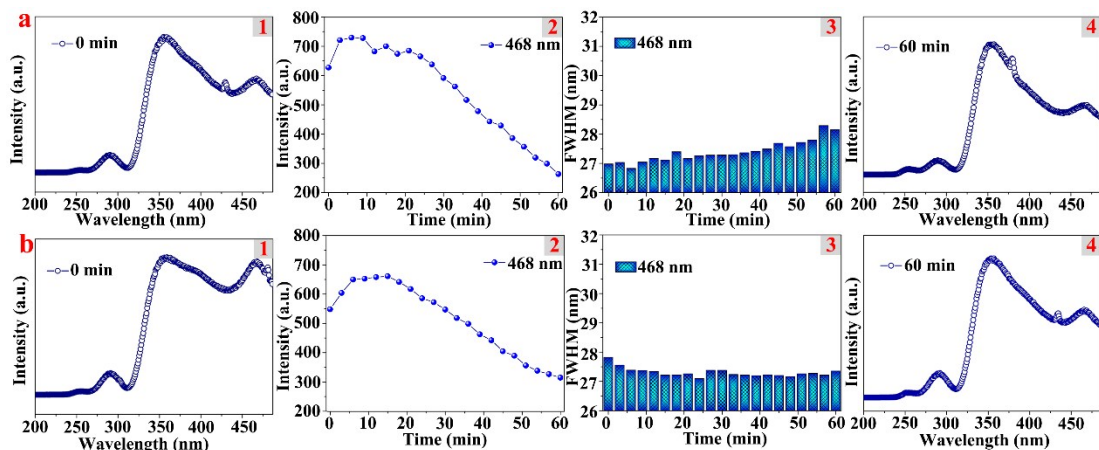 a
1
0 min
Intensity (a.u.)
200 250 300 350 400 450
Wavelength (nm)
2
468 nm
Intensity (a.u.)
800
700
600
500
400
300
200
0 10 20 30 40 50 60
Time (min)
3
468 nm
FWHM (nm)
32
31
30
29
28
27
26
0 10 20 30 40 50 60
Time (min)
4
60 min
Intensity (a.u.)
200 250 300 350 400 450
Wavelength (nm)
b
1
0 min
Intensity (a.u.)
200 250 300 350 400 450
Wavelength (nm)
2
468 nm
Intensity (a.u.)
800
700
600
500
400
300
200
0 10 20 30 40 50 60
Time (min)
3
468 nm
FWHM (nm)
32
31
30
29
28
27
26
0 10 20 30 40 50 60
Time (min)
4
60 min
Intensity (a.u.)
200 250 300 350 400 450
Wavelength (nm)